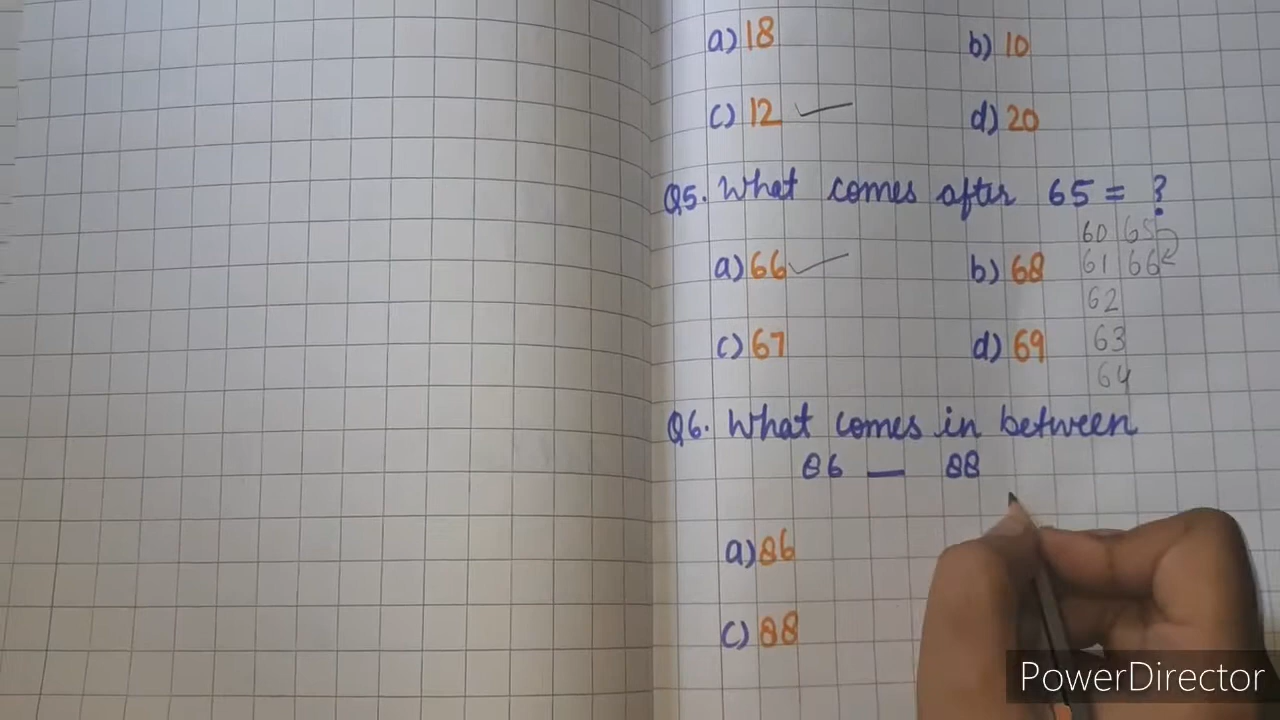 a) 18 b) 10
c) 12 d) 20
Q5. What comes after 65 = ?
60 65
a) 66 b) 68 61 66
62
c) 67 d) 69 63
64
Q6. What comes in between
86 — 88
a) 86
c) 88
PowerDirector